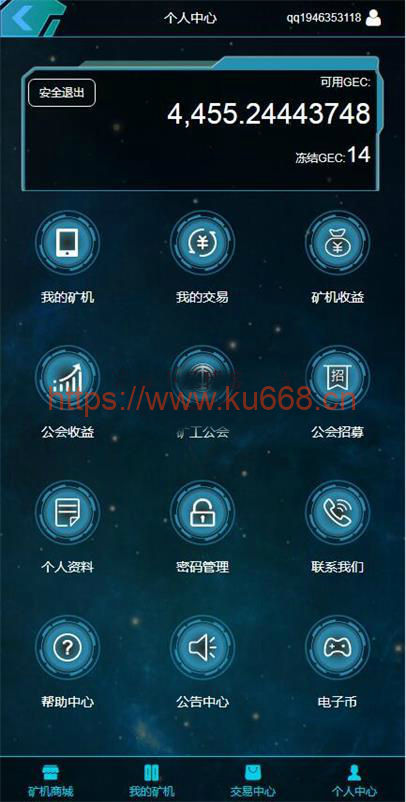 个人中心
qq1946353118
安全退出
可用GEC:
4,455.24443748
冻结GEC:14
我的矿机
我的交易
矿机收益
招
https://www.ku668.cn
公会收益
矿工公会
公会招募
个人资料
密码管理
联系我们
帮助中心
公告中心
电子币
矿机商城
我的矿机
交易中心
个人中心